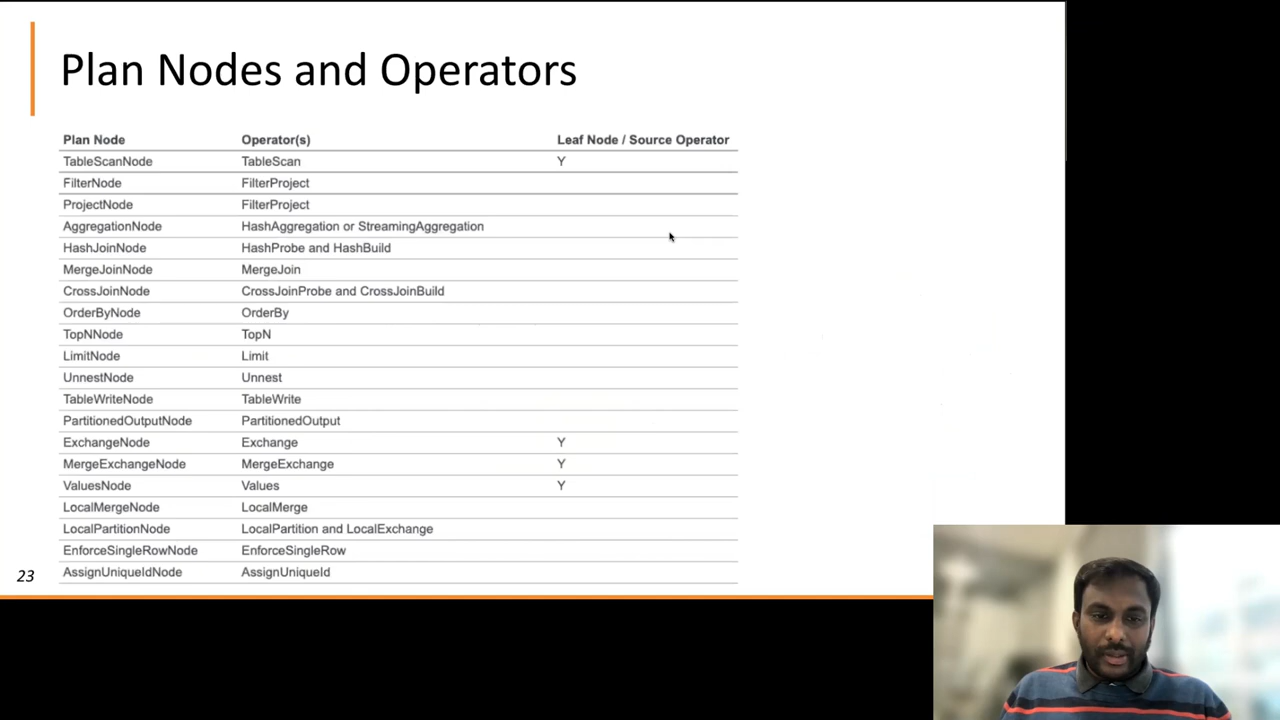 Plan Nodes and Operators
Plan Node Operator(s) Leaf Node / Source Operator
TableScanNode TableScan Y
FilterNode FilterProject
ProjectNode FilterProject
AggregationNode HashAggregation or StreamingAggregation
HashJoinNode HashProbe and HashBuild
MergeJoinNode MergeJoin
CrossJoinNode CrossJoinProbe and CrossJoinBuild
OrderByNode OrderBy
TopNNode TopN
LimitNode Limit
UnnestNode Unnest
TableWriteNode TableWrite
PartitionedOutputNode PartitionedOutput
ExchangeNode Exchange Y
MergeExchangeNode MergeExchange Y
ValuesNode Values Y
LocalMergeNode LocalMerge
LocalPartitionNode LocalPartition and LocalExchange
EnforceSingleRowNode EnforceSingleRow
AssignUniqueIdNode AssignUniqueId
23